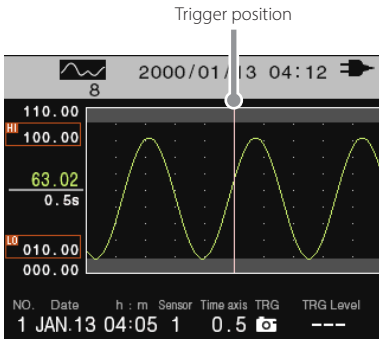 Trigger position
2000/01/13 04:12
8
110.00
HI 100.00
63.02
0.5s
LO 010.00
000.00
NO. Date h : m Sensor Time axis TRG TRG Level
1 JAN.13 04:05 1 0.5 ---